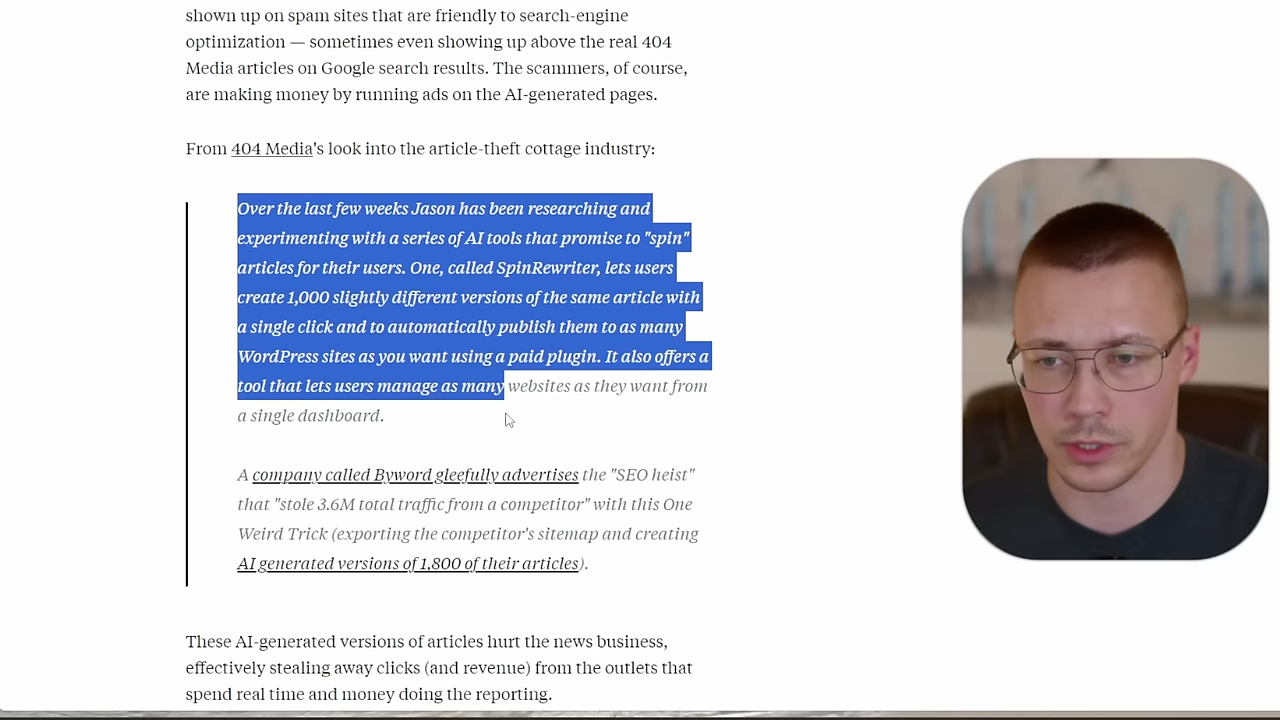 shown up on spam sites that are friendly to search-engine
optimization — sometimes even showing up above the real 404
Media articles on Google search results. The scammers, of course,
are making money by running ads on the AI-generated pages.
From 404 Media's look into the article-theft cottage industry:
Over the last few weeks Jason has been researching and
experimenting with a series of AI tools that promise to "spin"
articles for their users. One, called SpinRewriter, lets users
create 1,000 slightly different versions of the same article with
a single click and to automatically publish them to as many
WordPress sites as you want using a paid plugin. It also offers a
tool that lets users manage as many websites as they want from
a single dashboard.
A company called Byword gleefully advertises the "SEO heist"
that "stole 3.6M total traffic from a competitor" with this One
Weird Trick (exporting the competitor's sitemap and creating
AI generated versions of 1,800 of their articles).
These AI-generated versions of articles hurt the news business,
effectively stealing away clicks (and revenue) from the outlets that
spend real time and money doing the reporting.